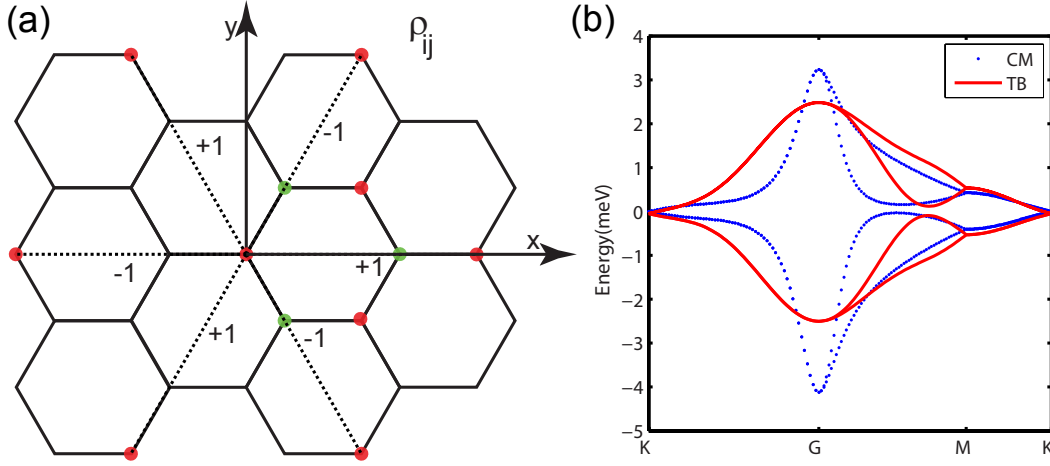 (a)
y
ρij
+1
-1
-1
+1
x
+1
-1
(b)
Energy(meV)
4
3
2
1
0
−1
−2
−3
−4
−5
K
G
M
K
CM
TB